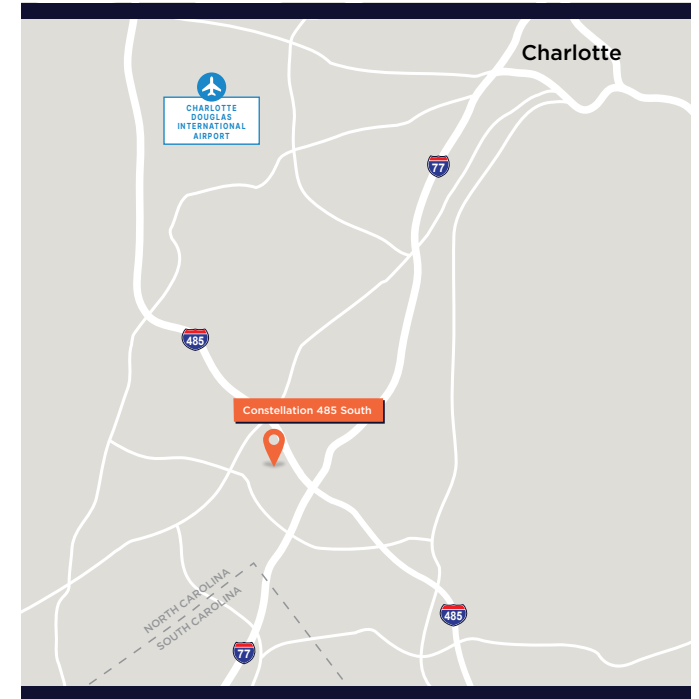 Charlotte
CHARLOTTE
DOUGLAS
INTERNATIONAL
AIRPORT
77
485
Constellation 485 South
NORTH CAROLINA
SOUTH CAROLINA
485
77